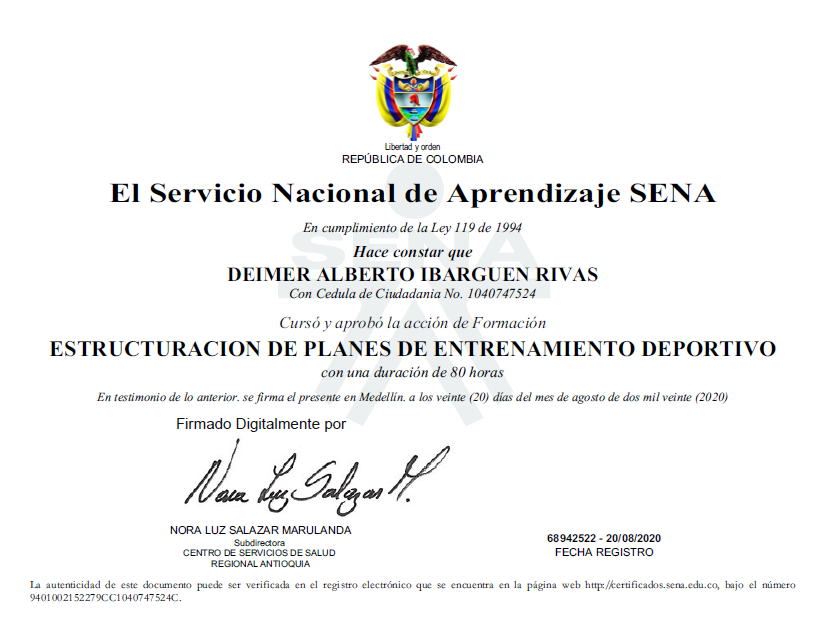 Libertad y orden
REPÚBLICA DE COLOMBIA
El Servicio Nacional de Aprendizaje SENA
En cumplimiento de la Ley 119 de 1994
SENA
Hace constar que
DEIMER ALBERTO IBARGUEN RIVAS
Con Cedula de Ciudadania No. 1040747524
Cursó y aprobó la acción de Formación
ESTRUCTURACION DE PLANES DE ENTRENAMIENTO DEPORTIVO
con una duración de 80 horas
En testimonio de lo anterior. se firma el presente en Medellín. a los veinte (20) días del mes de agosto de dos mil veinte (2020)
Firmado Digitalmente por
Nora Luz Salazar M.
NORA LUZ SALAZAR MARULANDA
Subdirectora
CENTRO DE SERVICIOS DE SALUD
REGIONAL ANTIOQUIA
68942522 - 20/08/2020
FECHA REGISTRO
La autenticidad de este documento puede ser verificada en el registro electrónico que se encuentra en la página web http://certificados.sena.edu.co, bajo el número
9401002152279CC1040747524C.